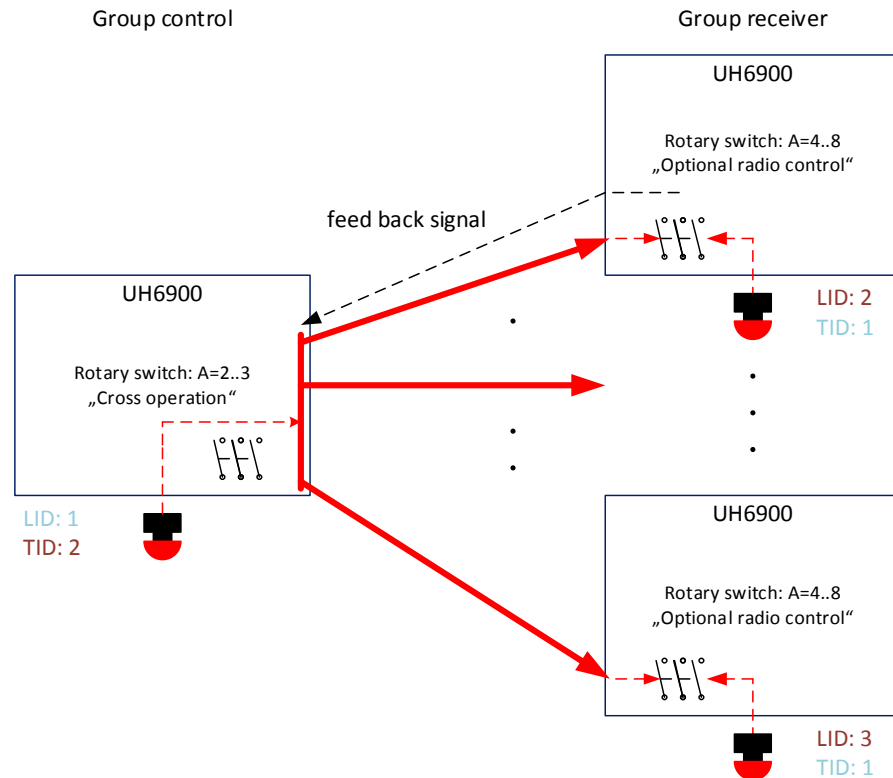 Group control
Group receiver
UH6900
Rotary switch: A=4..8
„Optional radio control“
feed back signal
LID: 2
TID: 1
UH6900
Rotary switch: A=2..3
„Cross operation“
LID: 1
TID: 2
UH6900
Rotary switch: A=4..8
„Optional radio control“
LID: 3
TID: 1